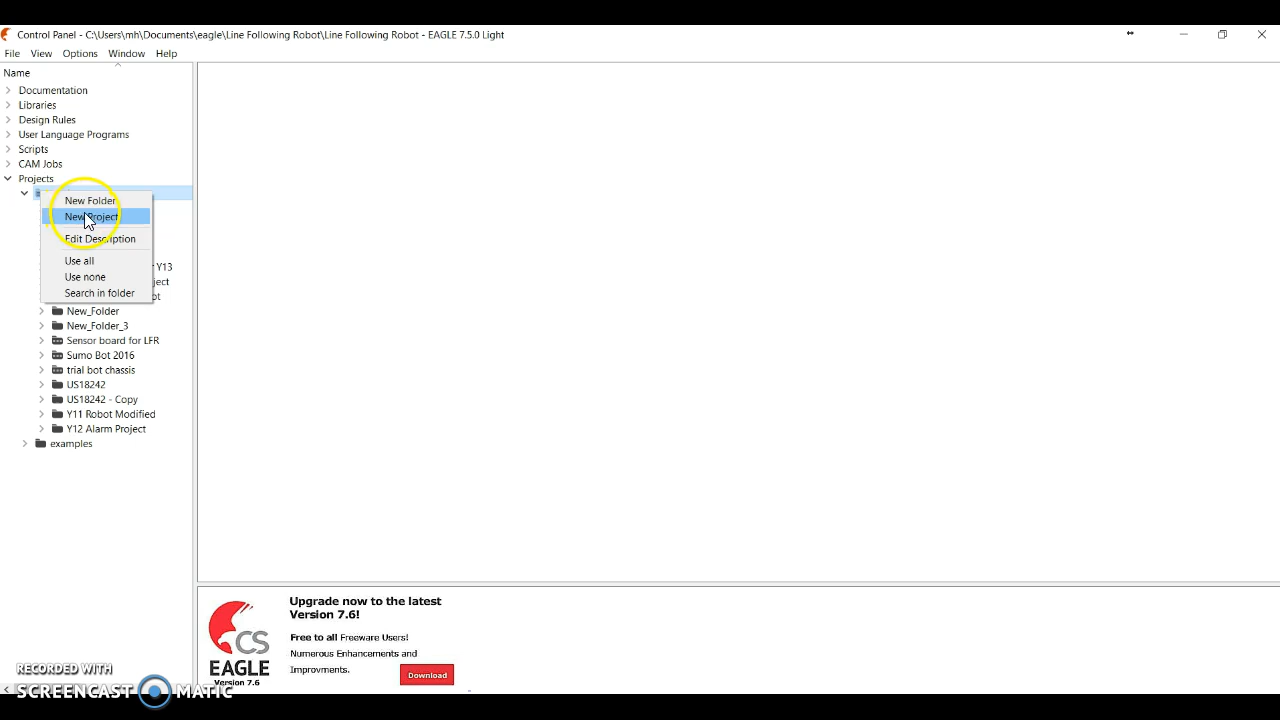 Control Panel - C:\Users\mh\Documents\eagle\Line Following Robot\Line Following Robot - EAGLE 7.5.0 Light
File View Options Window Help
Name
Documentation
Libraries
Design Rules
User Language Programs
Scripts
CAM Jobs
Projects
New Folder
New Project
Edit Description
Use all
Y13
Use none
ject
Search in folder
ot
New_Folder
New_Folder_3
Sensor board for LFR
Sumo Bot 2016
trial bot chassis
US18242
US18242 - Copy
Y11 Robot Modified
Y12 Alarm Project
examples
Upgrade now to the latest
Version 7.6!
Free to all Freeware Users!
Numerous Enhancements and
Improvments.
Download
CS
EAGLE
Version 7.6
RECORDED WITH
SCREENCAST MATIC